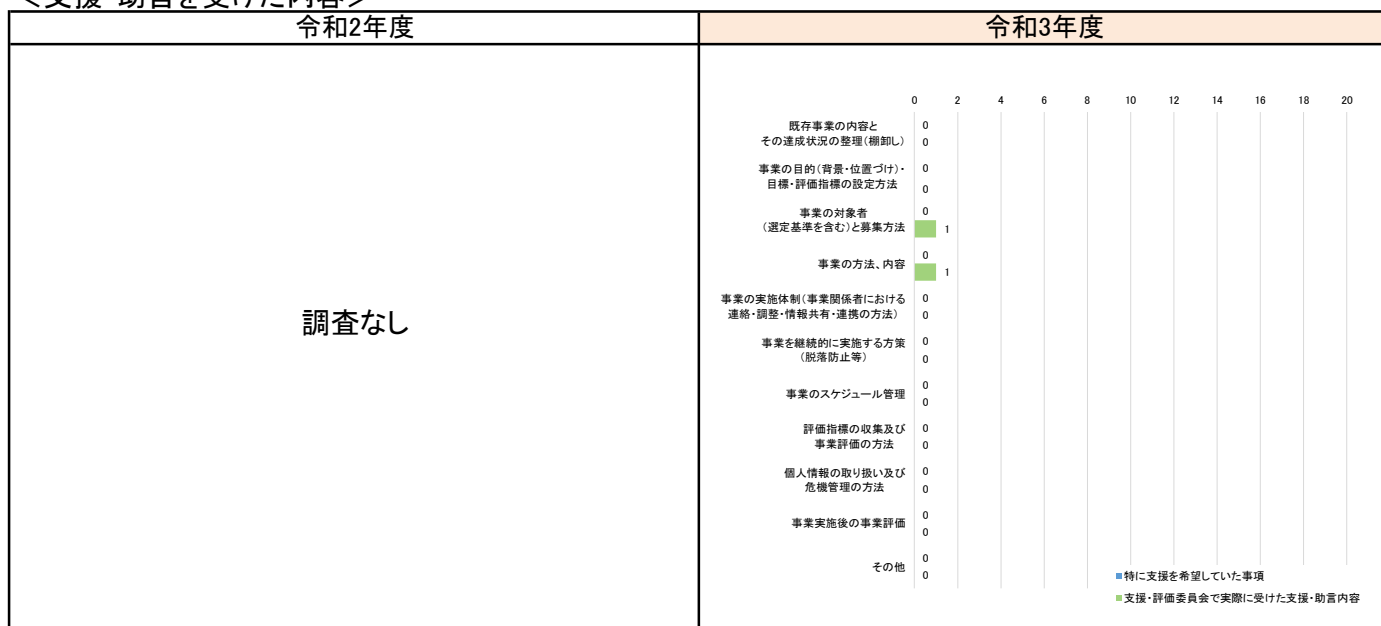 ＜支援・助言を受けた内容＞
令和2年度
令和3年度
調査なし
0 2 4 6 8 10 12 14 16 18 20
既存事業の内容と
その達成状況の整理（棚卸し）
0
0
事業の目的（背景・位置づけ）・
目標・評価指標の設定方法
0
0
事業の対象者
（選定基準を含む）と募集方法
0
1
事業の方法、内容
0
1
事業の実施体制（事業関係者における
連絡・調整・情報共有・連携の方法）
0
0
事業を継続的に実施する方策
（脱落防止等）
0
0
事業のスケジュール管理
0
0
評価指標の収集及び
事業評価の方法
0
0
個人情報の取り扱い及び
危機管理の方法
0
0
事業実施後の事業評価
0
0
その他
0
0
特に支援を希望していた事項
支援・評価委員会で実際に受けた支援・助言内容